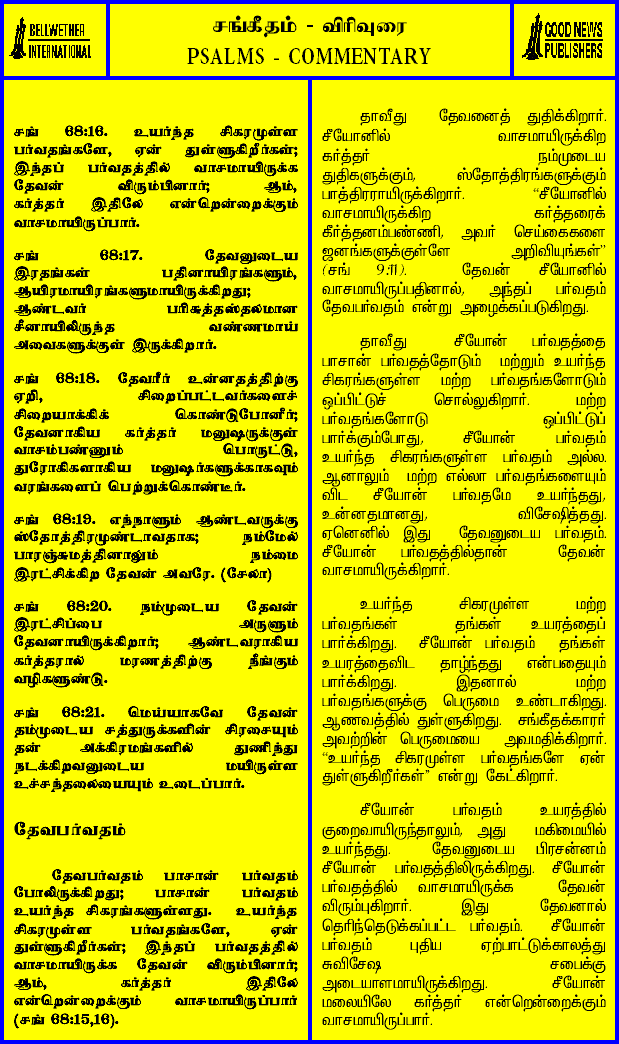 BELLWETHER
INTERNATIONAL
சங்கீதம் - விரிவுரை
PSALMS - COMMENTARY
GOOD NEWS
PUBLISHERS
சங் 68:16. உயர்ந்த சிகரமுள்ள
பர்வதங்களே, ஏன் துள்ளுகிறீர்கள்;
இந்தப் பர்வதத்தில் வாசமாயிருக்க
தேவன் விரும்பினார்; ஆம்,
கர்த்தர் இதிலே என்றென்றைக்கும்
வாசமாயிருப்பார்.
சங் 68:17. தேவனுடைய
இரதங்கள் பதினாயிரங்களும்,
ஆயிரமாயிரங்களுமாயிருக்கிறது;
ஆண்டவர் பரிசுத்தஸ்தலமான
சீனாயிலிருந்த வண்ணமாய்
அவைகளுக்குள் இருக்கிறார்.
சங் 68:18. தேவரீர் உன்னதத்திற்கு
ஏறி, சிறைப்பட்டவர்களைச்
சிறையாக்கிக் கொண்டுபோனீர்;
தேவனாகிய கர்த்தர் மனுஷருக்குள்
வாசம்பண்ணும் பொருட்டு,
துரோகிகளாகிய மனுஷர்களுக்காகவும்
வரங்களைப் பெற்றுக்கொண்டீர்.
சங் 68:19. எந்நாளும் ஆண்டவருக்கு
ஸ்தோத்திரமுண்டாவதாக; நம்மேல்
பாரஞ்சுமத்தினாலும் நம்மை
இரட்சிக்கிற தேவன் அவரே. (சேலா)
சங் 68:20. நம்முடைய தேவன்
இரட்சிப்பை அருளும்
தேவனாயிருக்கிறார்; ஆண்டவராகிய
கர்த்தரால் மரணத்திற்கு நீங்கும்
வழிகளுண்டு.
சங் 68:21. மெய்யாகவே தேவன்
தம்முடைய சத்துருக்களின் சிரசையும்
தன் அக்கிரமங்களில் துணிந்து
நடக்கிறவனுடைய மயிருள்ள
உச்சந்தலையையும் உடைப்பார்.
தேவபர்வதம்
தேவபர்வதம் பாசான் பர்வதம்
போலிருக்கிறது; பாசான் பர்வதம்
உயர்ந்த சிகரங்களுள்ளது. உயர்ந்த
சிகரமுள்ள பர்வதங்களே, ஏன்
துள்ளுகிறீர்கள்; இந்தப் பர்வதத்தில்
வாசமாயிருக்க தேவன் விரும்பினார்;
ஆம், கர்த்தர் இதிலே
என்றென்றைக்கும் வாசமாயிருப்பார்
(சங் 68:15,16).
தாவீது தேவனைத் துதிக்கிறார்.
சீயோனில் வாசமாயிருக்கிற
கர்த்தர் நம்முடைய
துதிகளுக்கும், ஸ்தோத்திரங்களுக்கும்
பாத்திரராயிருக்கிறார். “சீயோனில்
வாசமாயிருக்கிற கர்த்தரைக்
கீர்த்தனம்பண்ணி, அவர் செய்கைகளை
ஜனங்களுக்குள்ளே அறிவியுங்கள்”
(சங் 9:11). தேவன் சீயோனில்
வாசமாயிருப்பதினால், அந்தப் பர்வதம்
தேவபர்வதம் என்று அழைக்கப்படுகிறது.
தாவீது சீயோன் பர்வதத்தை
பாசான் பர்வதத்தோடும் மற்றும் உயர்ந்த
சிகரங்களுள்ள மற்ற பர்வதங்களோடும்
ஒப்பிட்டுச் சொல்லுகிறார். மற்ற
பர்வதங்களோடு ஒப்பிட்டுப்
பார்க்கும்போது, சீயோன் பர்வதம்
உயர்ந்த சிகரங்களுள்ள பர்வதம் அல்ல.
ஆனாலும் மற்ற எல்லா பர்வதங்களையும்
விட சீயோன் பர்வதமே உயர்ந்தது,
உன்னதமானது, விசேஷித்தது.
ஏனெனில் இது தேவனுடைய பர்வதம்.
சீயோன் பர்வதத்தில்தான் தேவன்
வாசமாயிருக்கிறார்.
உயர்ந்த சிகரமுள்ள மற்ற
பர்வதங்கள் தங்கள் உயரத்தைப்
பார்க்கிறது. சீயோன் பர்வதம் தங்கள்
உயரத்தைவிட தாழ்ந்தது என்பதையும்
பார்க்கிறது. இதனால் மற்ற
பர்வதங்களுக்கு பெருமை உண்டாகிறது.
ஆணவத்தில் துள்ளுகிறது. சங்கீதக்காரர்
அவற்றின் பெருமையை அவமதிக்கிறார்.
“உயர்ந்த சிகரமுள்ள பர்வதங்களே ஏன்
துள்ளுகிறீர்கள்” என்று கேட்கிறார்.
சீயோன் பர்வதம் உயரத்தில்
குறைவாயிருந்தாலும், அது மகிமையில்
உயர்ந்தது. தேவனுடைய பிரசன்னம்
சீயோன் பர்வதத்திலிருக்கிறது. சீயோன்
பர்வதத்தில் வாசமாயிருக்க தேவன்
விரும்புகிறார். இது தேவனால்
தெரிந்தெடுக்கப்பட்ட பர்வதம். சீயோன்
பர்வதம் புதிய ஏற்பாட்டுக்காலத்து
சுவிசேஷ சபைக்கு
அடையாளமாயிருக்கிறது. சீயோன்
மலையிலே கர்த்தர் என்றென்றைக்கும்
வாசமாயிருப்பார்.